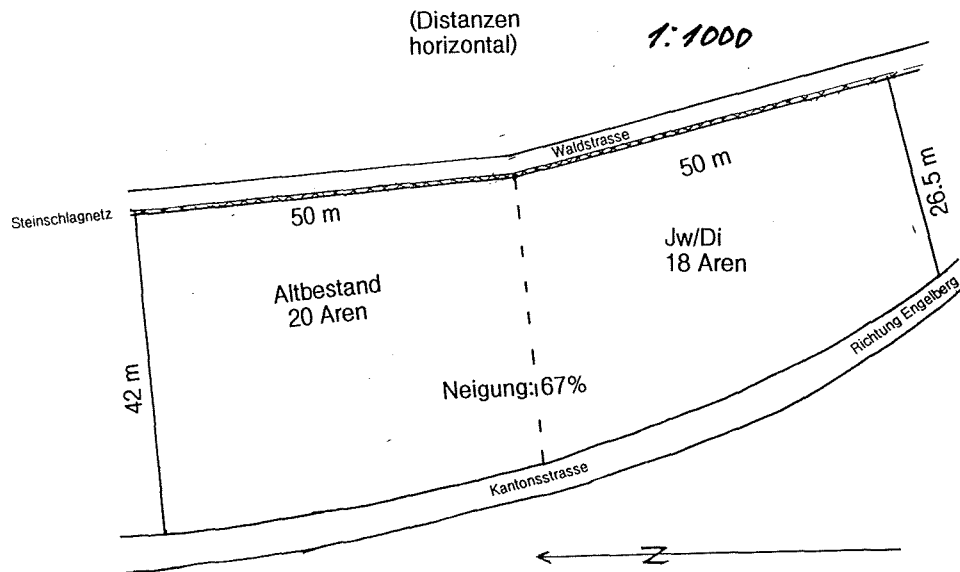 (Distanzen
horizontal)
1:1000
Waldstrasse
Steinschlagnetz
50 m
50 m
26.5 m
Jw/Di
18 Aren
Altbestand
20 Aren
Richtung Engelberg
42 m
Neigung: 67%
Kantonsstrasse
N